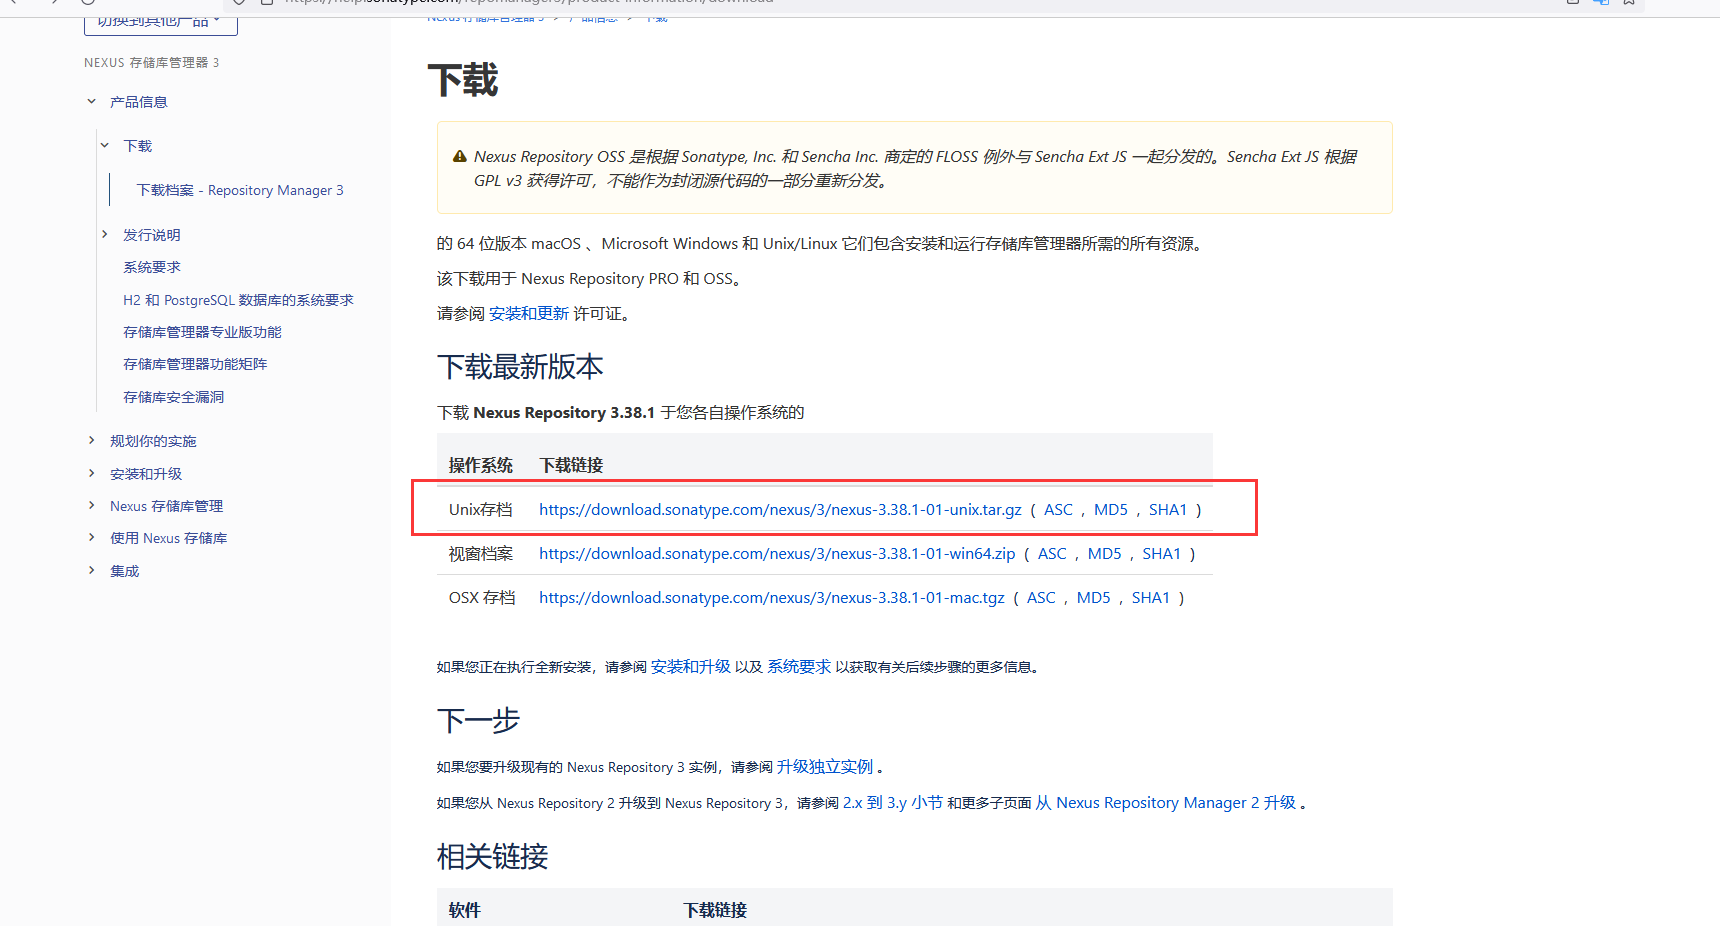 切换到其他产品
https://help.sonatype.com/repomanager3/product-information/download
NEXUS 存储库管理器 3
产品信息
下载
下载档案 - Repository Manager 3
发行说明
系统要求
H2 和 PostgreSQL 数据库的系统要求
存储库管理器专业版功能
存储库管理器功能矩阵
存储库安全漏洞
规划你的实施
安装和升级
Nexus 存储库管理
使用 Nexus 存储库
集成
Nexus 存储库管理器 3 > 产品信息 > 下载
下载
Nexus Repository OSS 是根据 Sonatype, Inc. 和 Sencha Inc. 商定的 FLOSS 例外与 Sencha Ext JS 一起分发的。Sencha Ext JS 根据
GPL v3 获得许可，不能作为封闭源代码的一部分重新分发。
的 64 位版本 macOS 、Microsoft Windows 和 Unix/Linux 它们包含安装和运行存储库管理器所需的所有资源。
该下载用于 Nexus Repository PRO 和 OSS。
请参阅 安装和更新 许可证。
下载最新版本
下载 Nexus Repository 3.38.1 于您各自操作系统的
操作系统 下载链接
Unix存档 https://download.sonatype.com/nexus/3/nexus-3.38.1-01-unix.tar.gz ( ASC , MD5 , SHA1 )
视窗档案 https://download.sonatype.com/nexus/3/nexus-3.38.1-01-win64.zip ( ASC , MD5 , SHA1 )
OSX 存档 https://download.sonatype.com/nexus/3/nexus-3.38.1-01-mac.tgz ( ASC , MD5 , SHA1 )
如果您正在执行全新安装，请参阅 安装和升级 以及 系统要求 以获取有关后续步骤的更多信息。
下一步
如果您要升级现有的 Nexus Repository 3 实例，请参阅 升级独立实例 。
如果您从 Nexus Repository 2 升级到 Nexus Repository 3，请参阅 2.x 到 3.y 小节 和更多子页面 从 Nexus Repository Manager 2 升级 。
相关链接
软件 下载链接